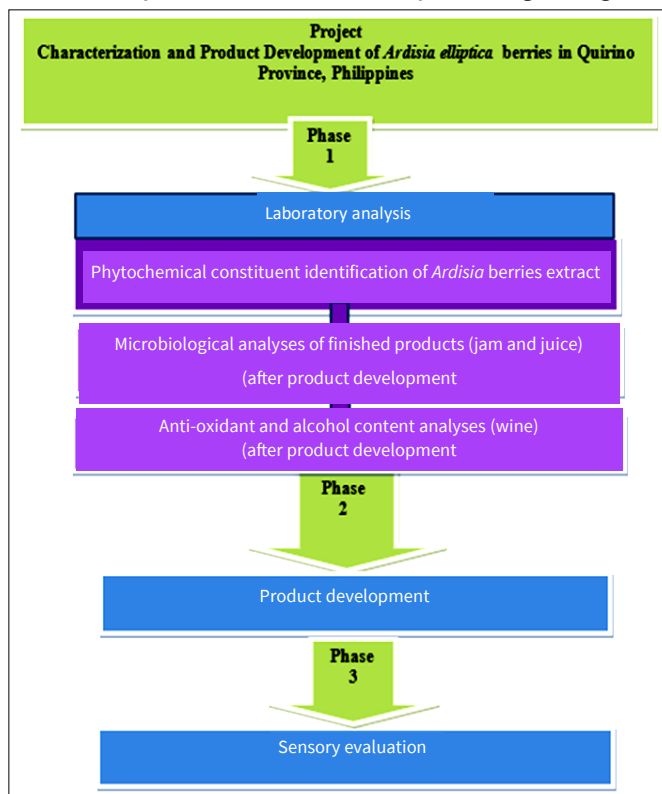 Project
Characterization and Product Development of Ardisia elliptica berries in Quirino
Province, Philippines
Phase
1
Laboratory analysis
Phytochemical constituent identification of Ardisia berries extract
Microbiological analyses of finished products (jam and juice)
(after product development
Anti-oxidant and alcohol content analyses (wine)
(after product development
Phase
2
Product development
Phase
3
Sensory evaluation